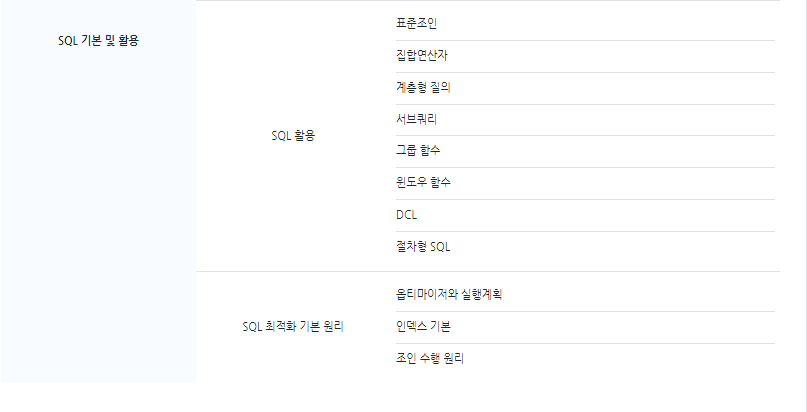 SQL 기본 및 활용
SQL 활용
표준조인
집합연산자
계층형 질의
서브쿼리
그룹 함수
윈도우 함수
DCL
절차형 SQL
SQL 최적화 기본 원리
옵티마이저와 실행계획
인덱스 기본
조인 수행 원리